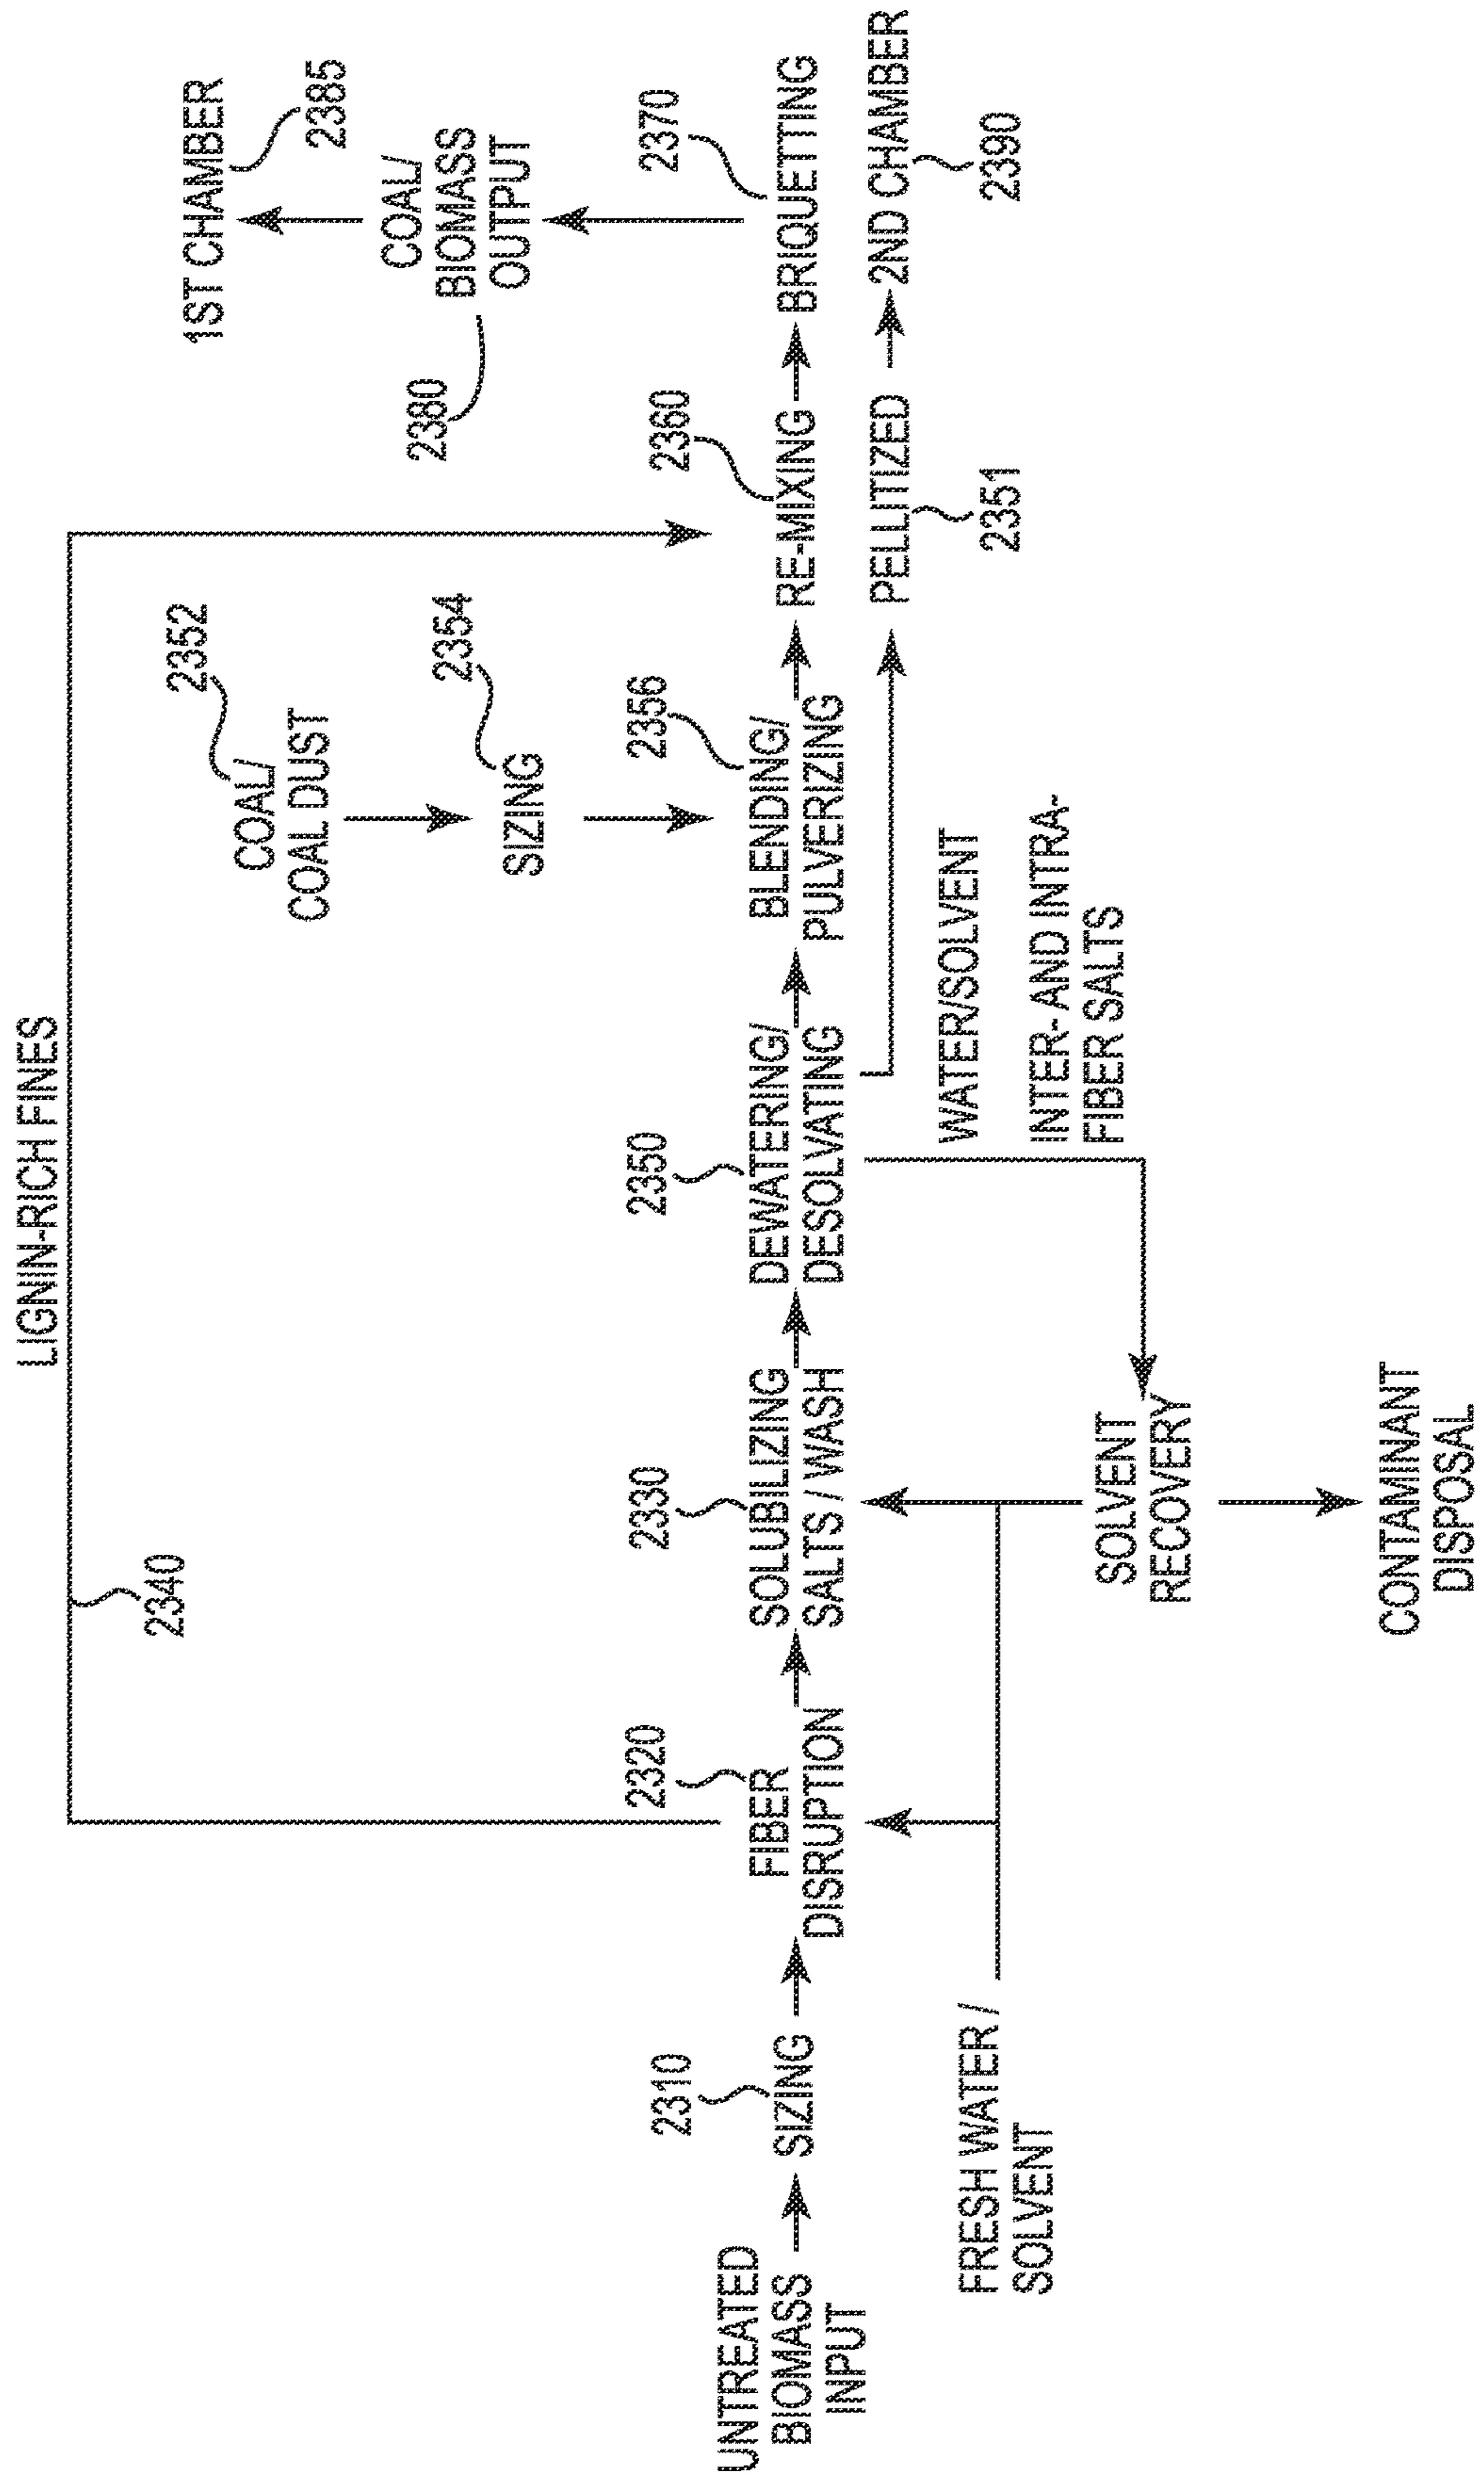 LIGNIN-RICH FINES
2340
2352
COAL/
COAL DUST
2354
SIZING
1ST CHAMBER
2385
COAL/
BIOMASS
OUTPUT
2380
UNTREATED
BIOMASS
INPUT
2310
SIZING
2320
FIBER
DISRUPTION
2330
SOLUBILIZING
SALTS / WASH
2350
DEWATERING/
DESOLVATING
2356
BLENDING/
PULVERIZING
2360
RE-MIXING
2370
BRIQUETTING
PELLITIZED
2351
2ND CHAMBER
2390
FRESH WATER /
SOLVENT
WATER/SOLVENT
INTER- AND INTRA-
FIBER SALTS
SOLVENT
RECOVERY
CONTAMINANT
DISPOSAL